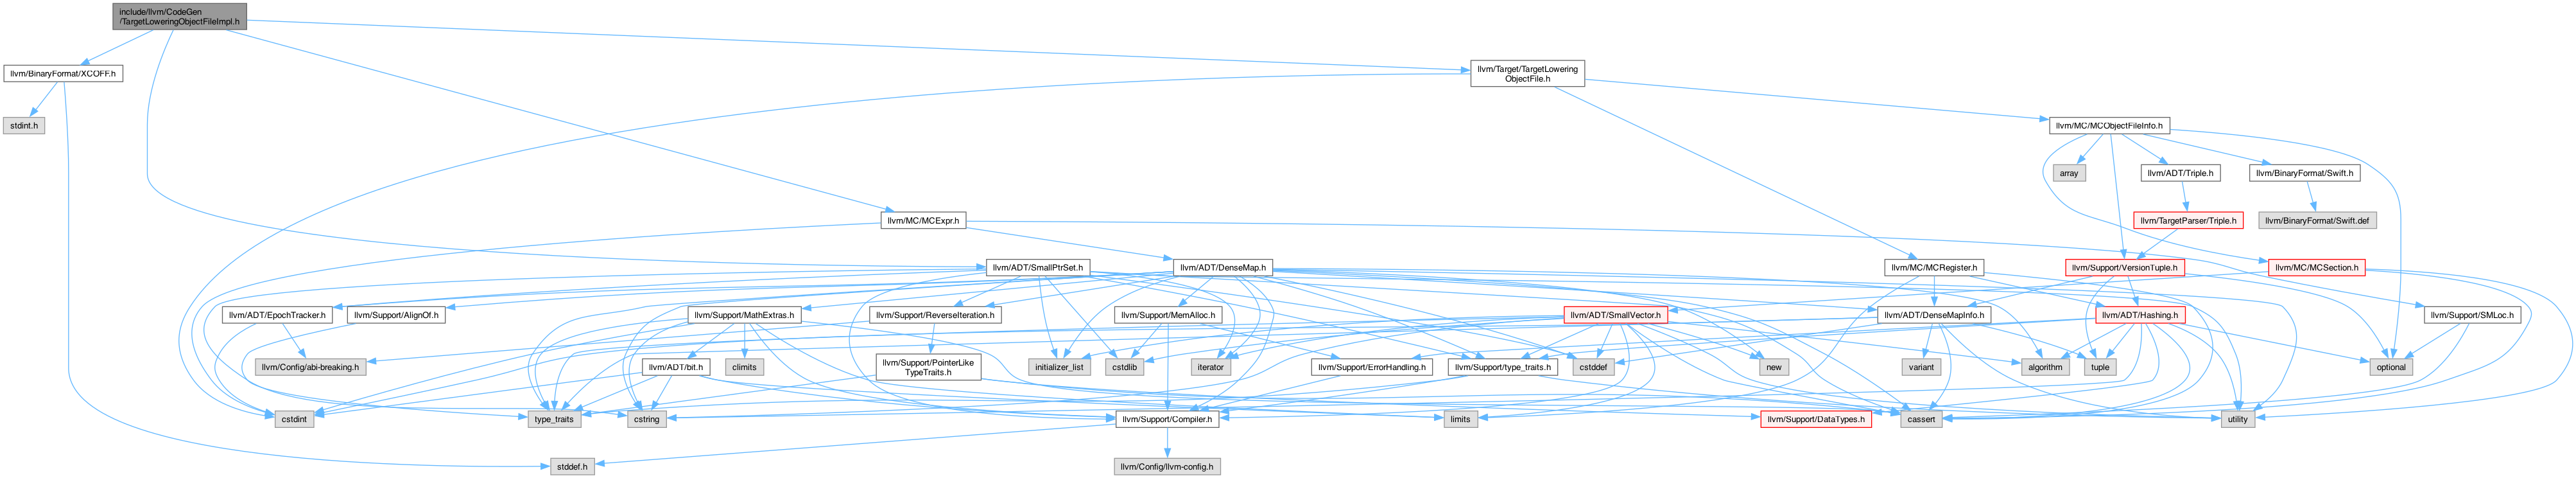 include/llvm/CodeGen
/TargetLoweringObjectFileImpl.h
llvm/BinaryFormat/XCOFF.h
llvm/Target/TargetLowering
ObjectFile.h
stdint.h
llvm/MC/MCObjectFileInfo.h
array
llvm/ADT/Triple.h
llvm/BinaryFormat/Swift.h
llvm/MC/MCExpr.h
llvm/TargetParser/Triple.h
llvm/BinaryFormat/Swift.def
llvm/ADT/SmallPtrSet.h
llvm/ADT/DenseMap.h
llvm/MC/MCRegister.h
llvm/Support/VersionTuple.h
llvm/MC/MCSection.h
llvm/ADT/EpochTracker.h
llvm/Support/AlignOf.h
llvm/Support/MathExtras.h
llvm/Support/ReverseIteration.h
llvm/Support/MemAlloc.h
llvm/ADT/SmallVector.h
llvm/ADT/DenseMapInfo.h
llvm/ADT/Hashing.h
llvm/Support/SMLoc.h
llvm/Config/abi-breaking.h
llvm/ADT/bit.h
climits
llvm/Support/PointerLike
TypeTraits.h
initializer_list
cstdlib
iterator
llvm/Support/ErrorHandling.h
llvm/Support/type_traits.h
cstddef
new
variant
algorithm
tuple
optional
cstdint
type_traits
cstring
limits
llvm/Support/Compiler.h
llvm/Support/DataTypes.h
cassert
utility
stddef.h
llvm/Config/llvm-config.h